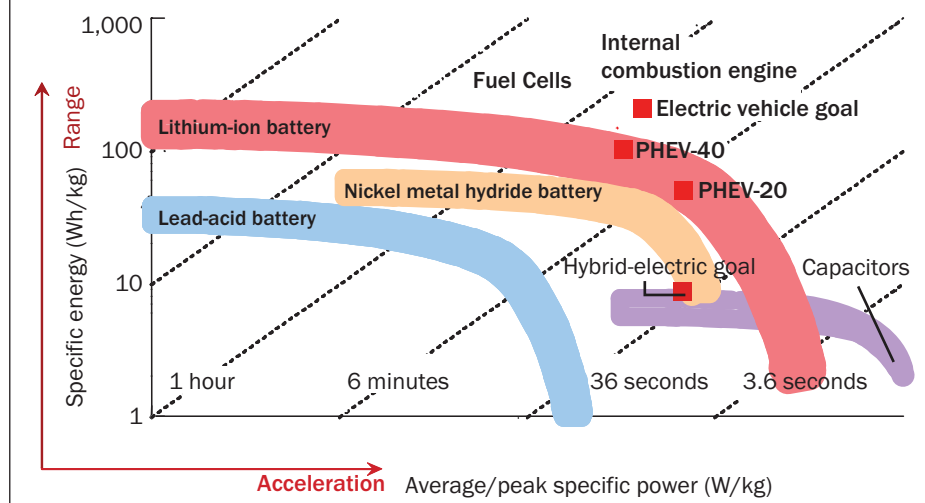 1,000
Internal
combustion engine
Fuel Cells
Electric vehicle goal
Range
Lithium-ion battery
100
PHEV-40
Nickel metal hydride battery
PHEV-20
Lead-acid battery
Specific energy (Wh/kg)
Hybrid-electric goal
Capacitors
10
1 hour
6 minutes
36 seconds
3.6 seconds
1
Acceleration
Average/peak specific power (W/kg)